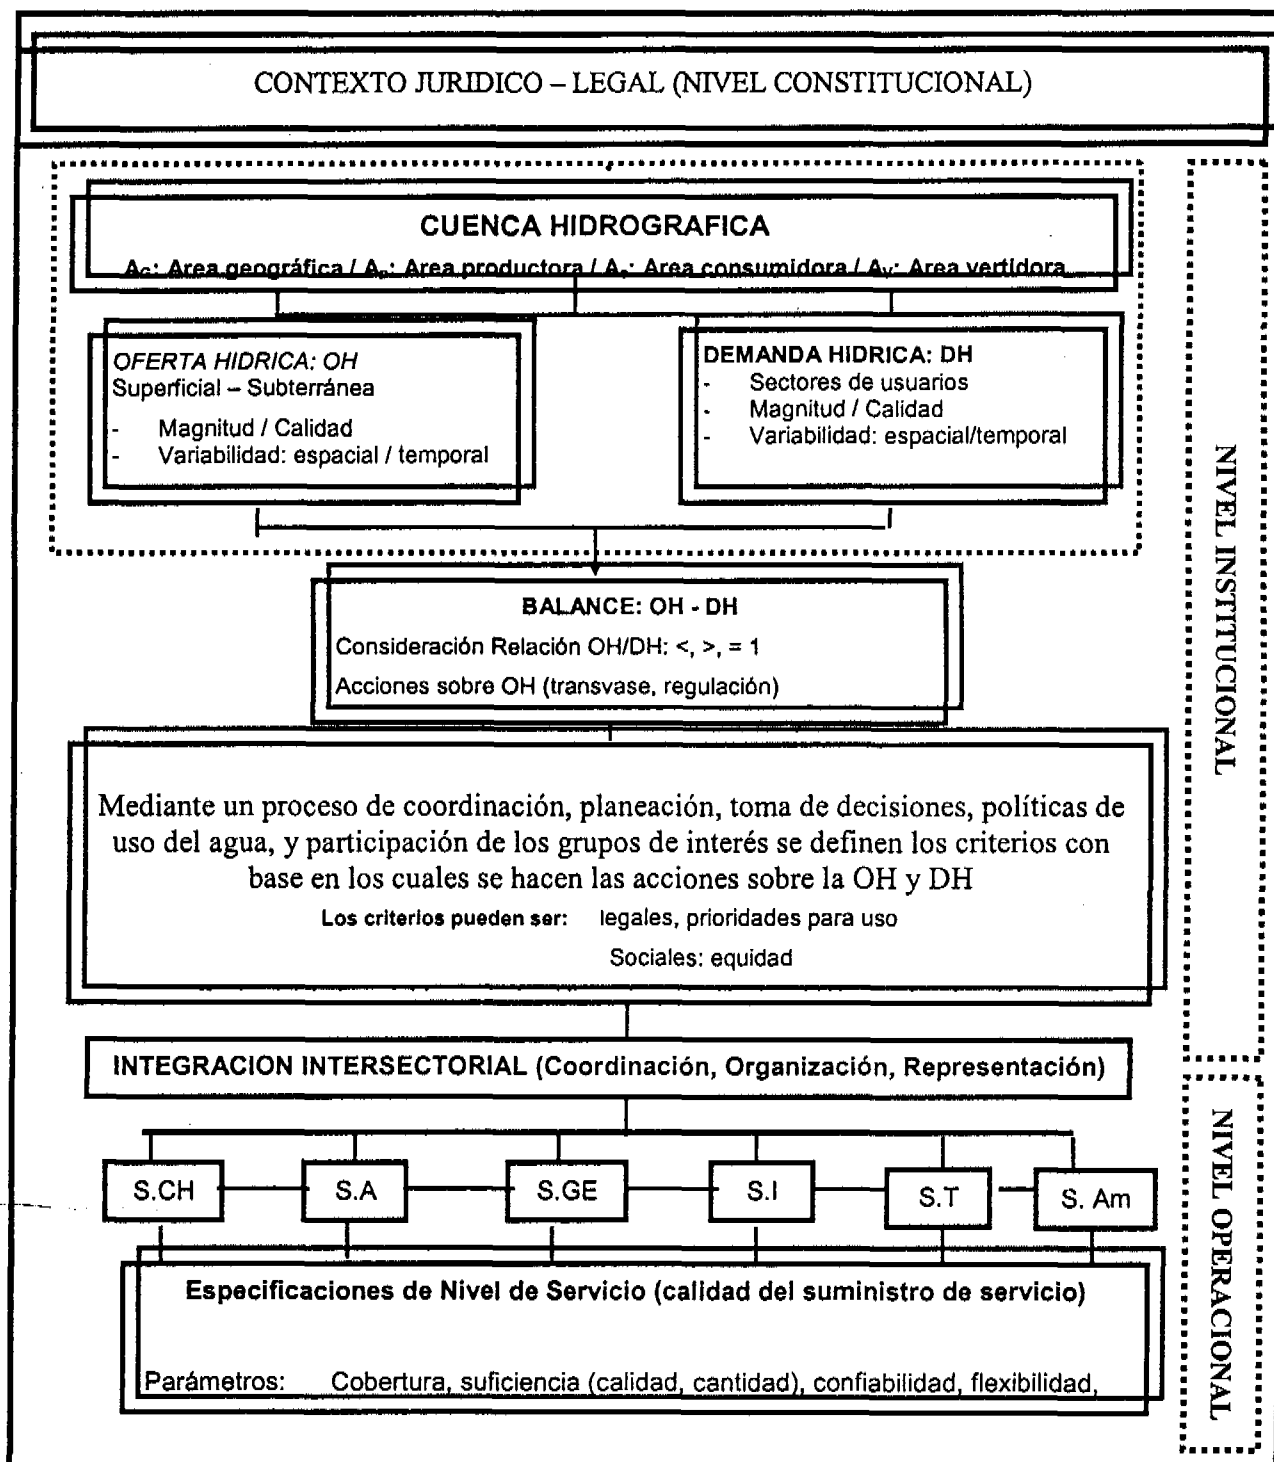 CONTEXTO JURIDICO – LEGAL (NIVEL CONSTITUCIONAL)
CUENCA HIDROGRAFICA
A_G: Area geográfica / A_p: Area productora / A_c: Area consumidora / A_V: Area vertidora
OFERTA HIDRICA: OH
Superficial – Subterránea
- Magnitud / Calidad
- Variabilidad: espacial / temporal
DEMANDA HIDRICA: DH
- Sectores de usuarios
- Magnitud / Calidad
- Variabilidad: espacial/temporal
BALANCE: OH - DH
Consideración Relación OH/DH: <, >, = 1
Acciones sobre OH (transvase, regulación)
Mediante un proceso de coordinación, planeación, toma de decisiones, políticas de
uso del agua, y participación de los grupos de interés se definen los criterios con
base en los cuales se hacen las acciones sobre la OH y DH
Los criterios pueden ser: legales, prioridades para uso
Sociales: equidad
NIVEL INSTITUCIONAL
INTEGRACION INTERSECTORIAL (Coordinación, Organización, Representación)
S.CH
S.A
S.GE
S.I
S.T
S. Am
Especificaciones de Nivel de Servicio (calidad del suministro de servicio)
Parámetros: Cobertura, suficiencia (calidad, cantidad), confiabilidad, flexibilidad,
NIVEL OPERACIONAL